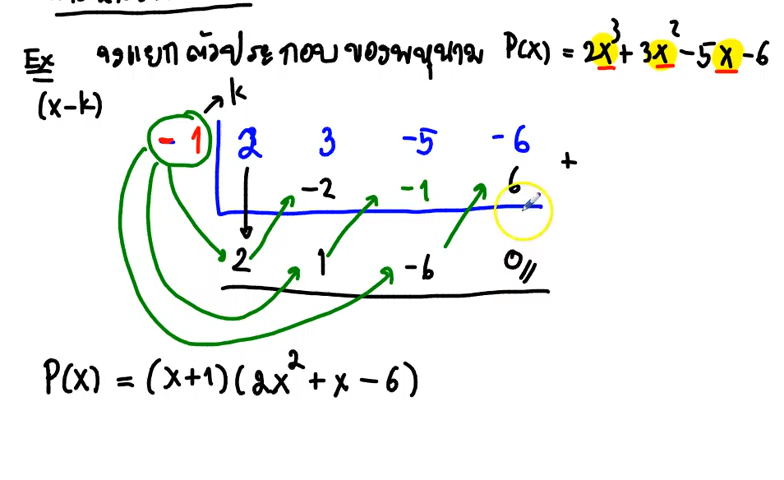 Ex จงแยกตัวประกอบของพหุนาม P(x) = 2x³ + 3x² - 5x - 6
(x-k)
k
- 1 2 3 -5 -6
-2 -1 6 +
2 1 -6 0//
P(x) = (x+1)(2x² + x - 6)